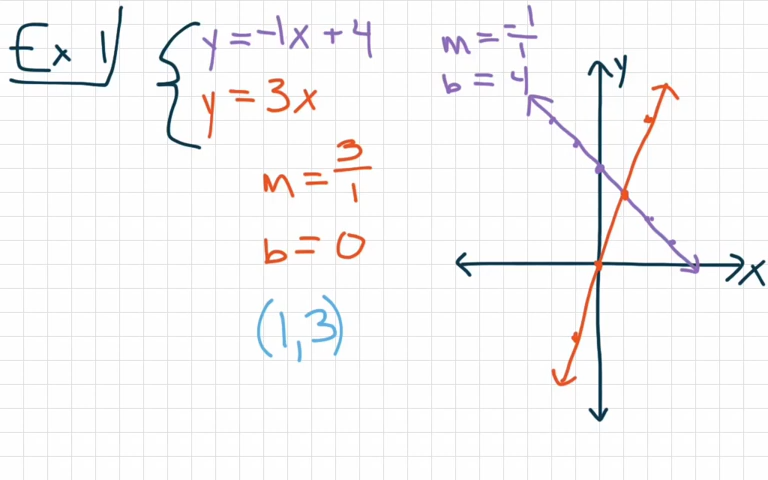 Ex 1
y = -1x + 4
y = 3x
m = 3/1
b = 0
(1,3)
m = -1/1
b = 4
y
x